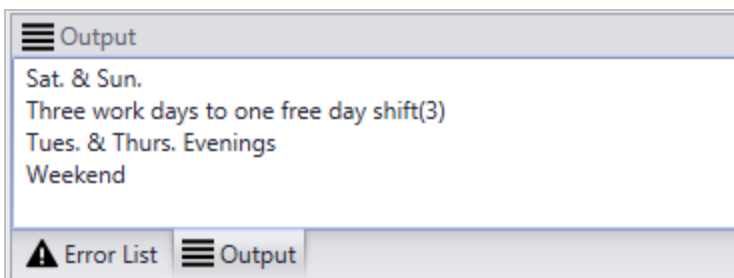 Output
Sat. & Sun.
Three work days to one free day shift(3)
Tues. & Thurs. Evenings
Weekend
Error List Output